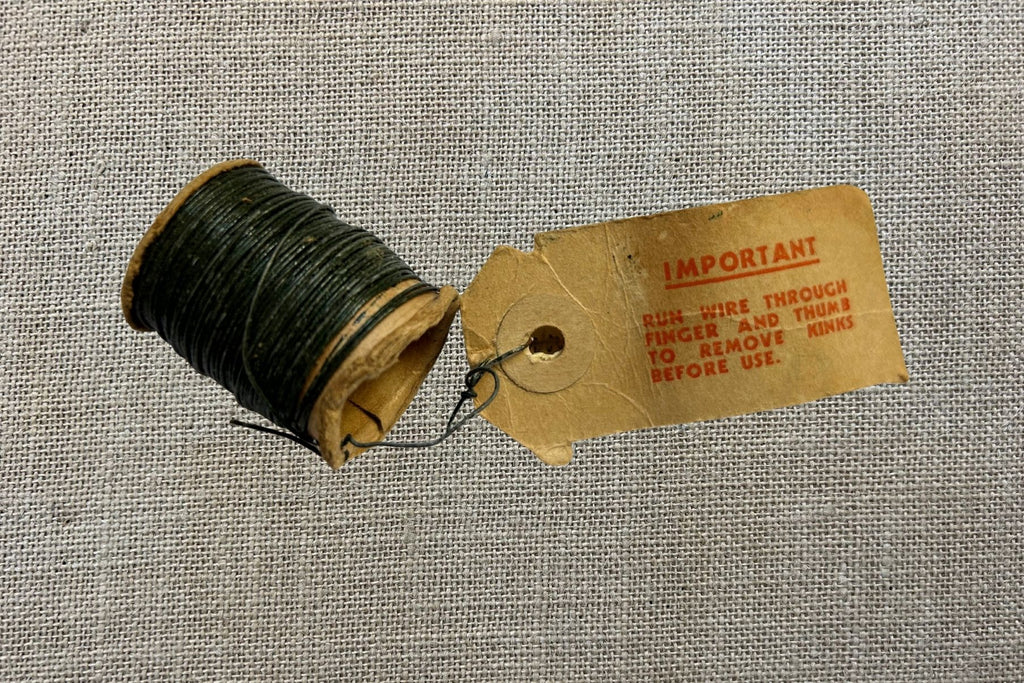 IMPORTANT
RUN WIRE THROUGH
FINGER AND THUMB
TO REMOVE KINKS
BEFORE USE.